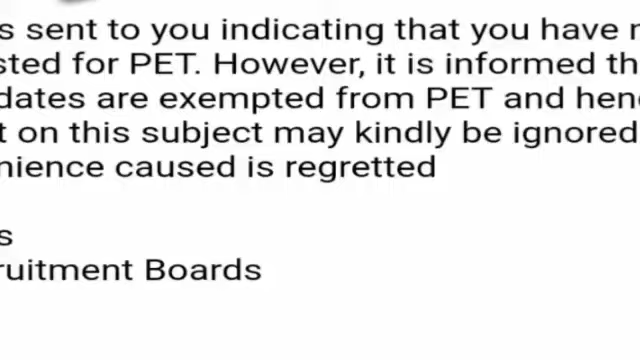 s sent to you indicating that you have
sted for PET. However, it is informed th
dates are exempted from PET and hen
t on this subject may kindly be ignored
nience caused is regretted
s
ruitment Boards